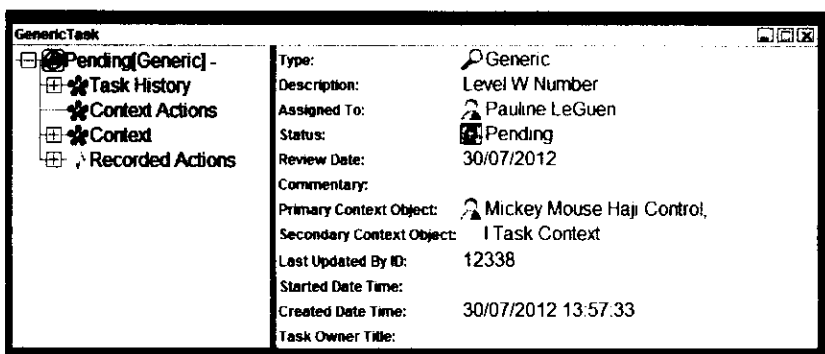 GenericTask
Pending[Generic] -
Task History
Context Actions
Context
Recorded Actions
Type: Generic
Description: Level W Number
Assigned To: Pauline LeGuen
Status: Pending
Review Date: 30/07/2012
Commentary:
Primary Context Object: Mickey Mouse Haji Control,
Secondary Context Object: I Task Context
Last Updated By ID: 12338
Started Date Time:
Created Date Time: 30/07/2012 13:57:33
Task Owner Title: